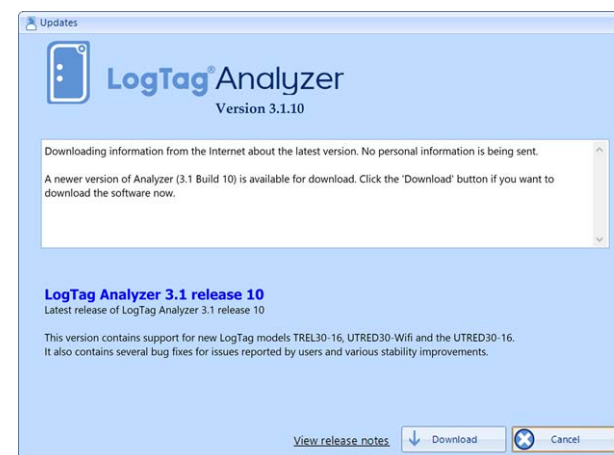 Updates
LogTag® Analyzer
Version 3.1.10
Downloading information from the Internet about the latest version. No personal information is being sent.
A newer version of Analyzer (3.1 Build 10) is available for download. Click the 'Download' button if you want to
download the software now.
LogTag Analyzer 3.1 release 10
Latest release of LogTag Analyzer 3.1 release 10
This version contains support for new LogTag models TREL30-16, UTRED30-Wifi and the UTRED30-16.
It also contains several bug fixes for issues reported by users and various stability improvements.
View release notes Download Cancel